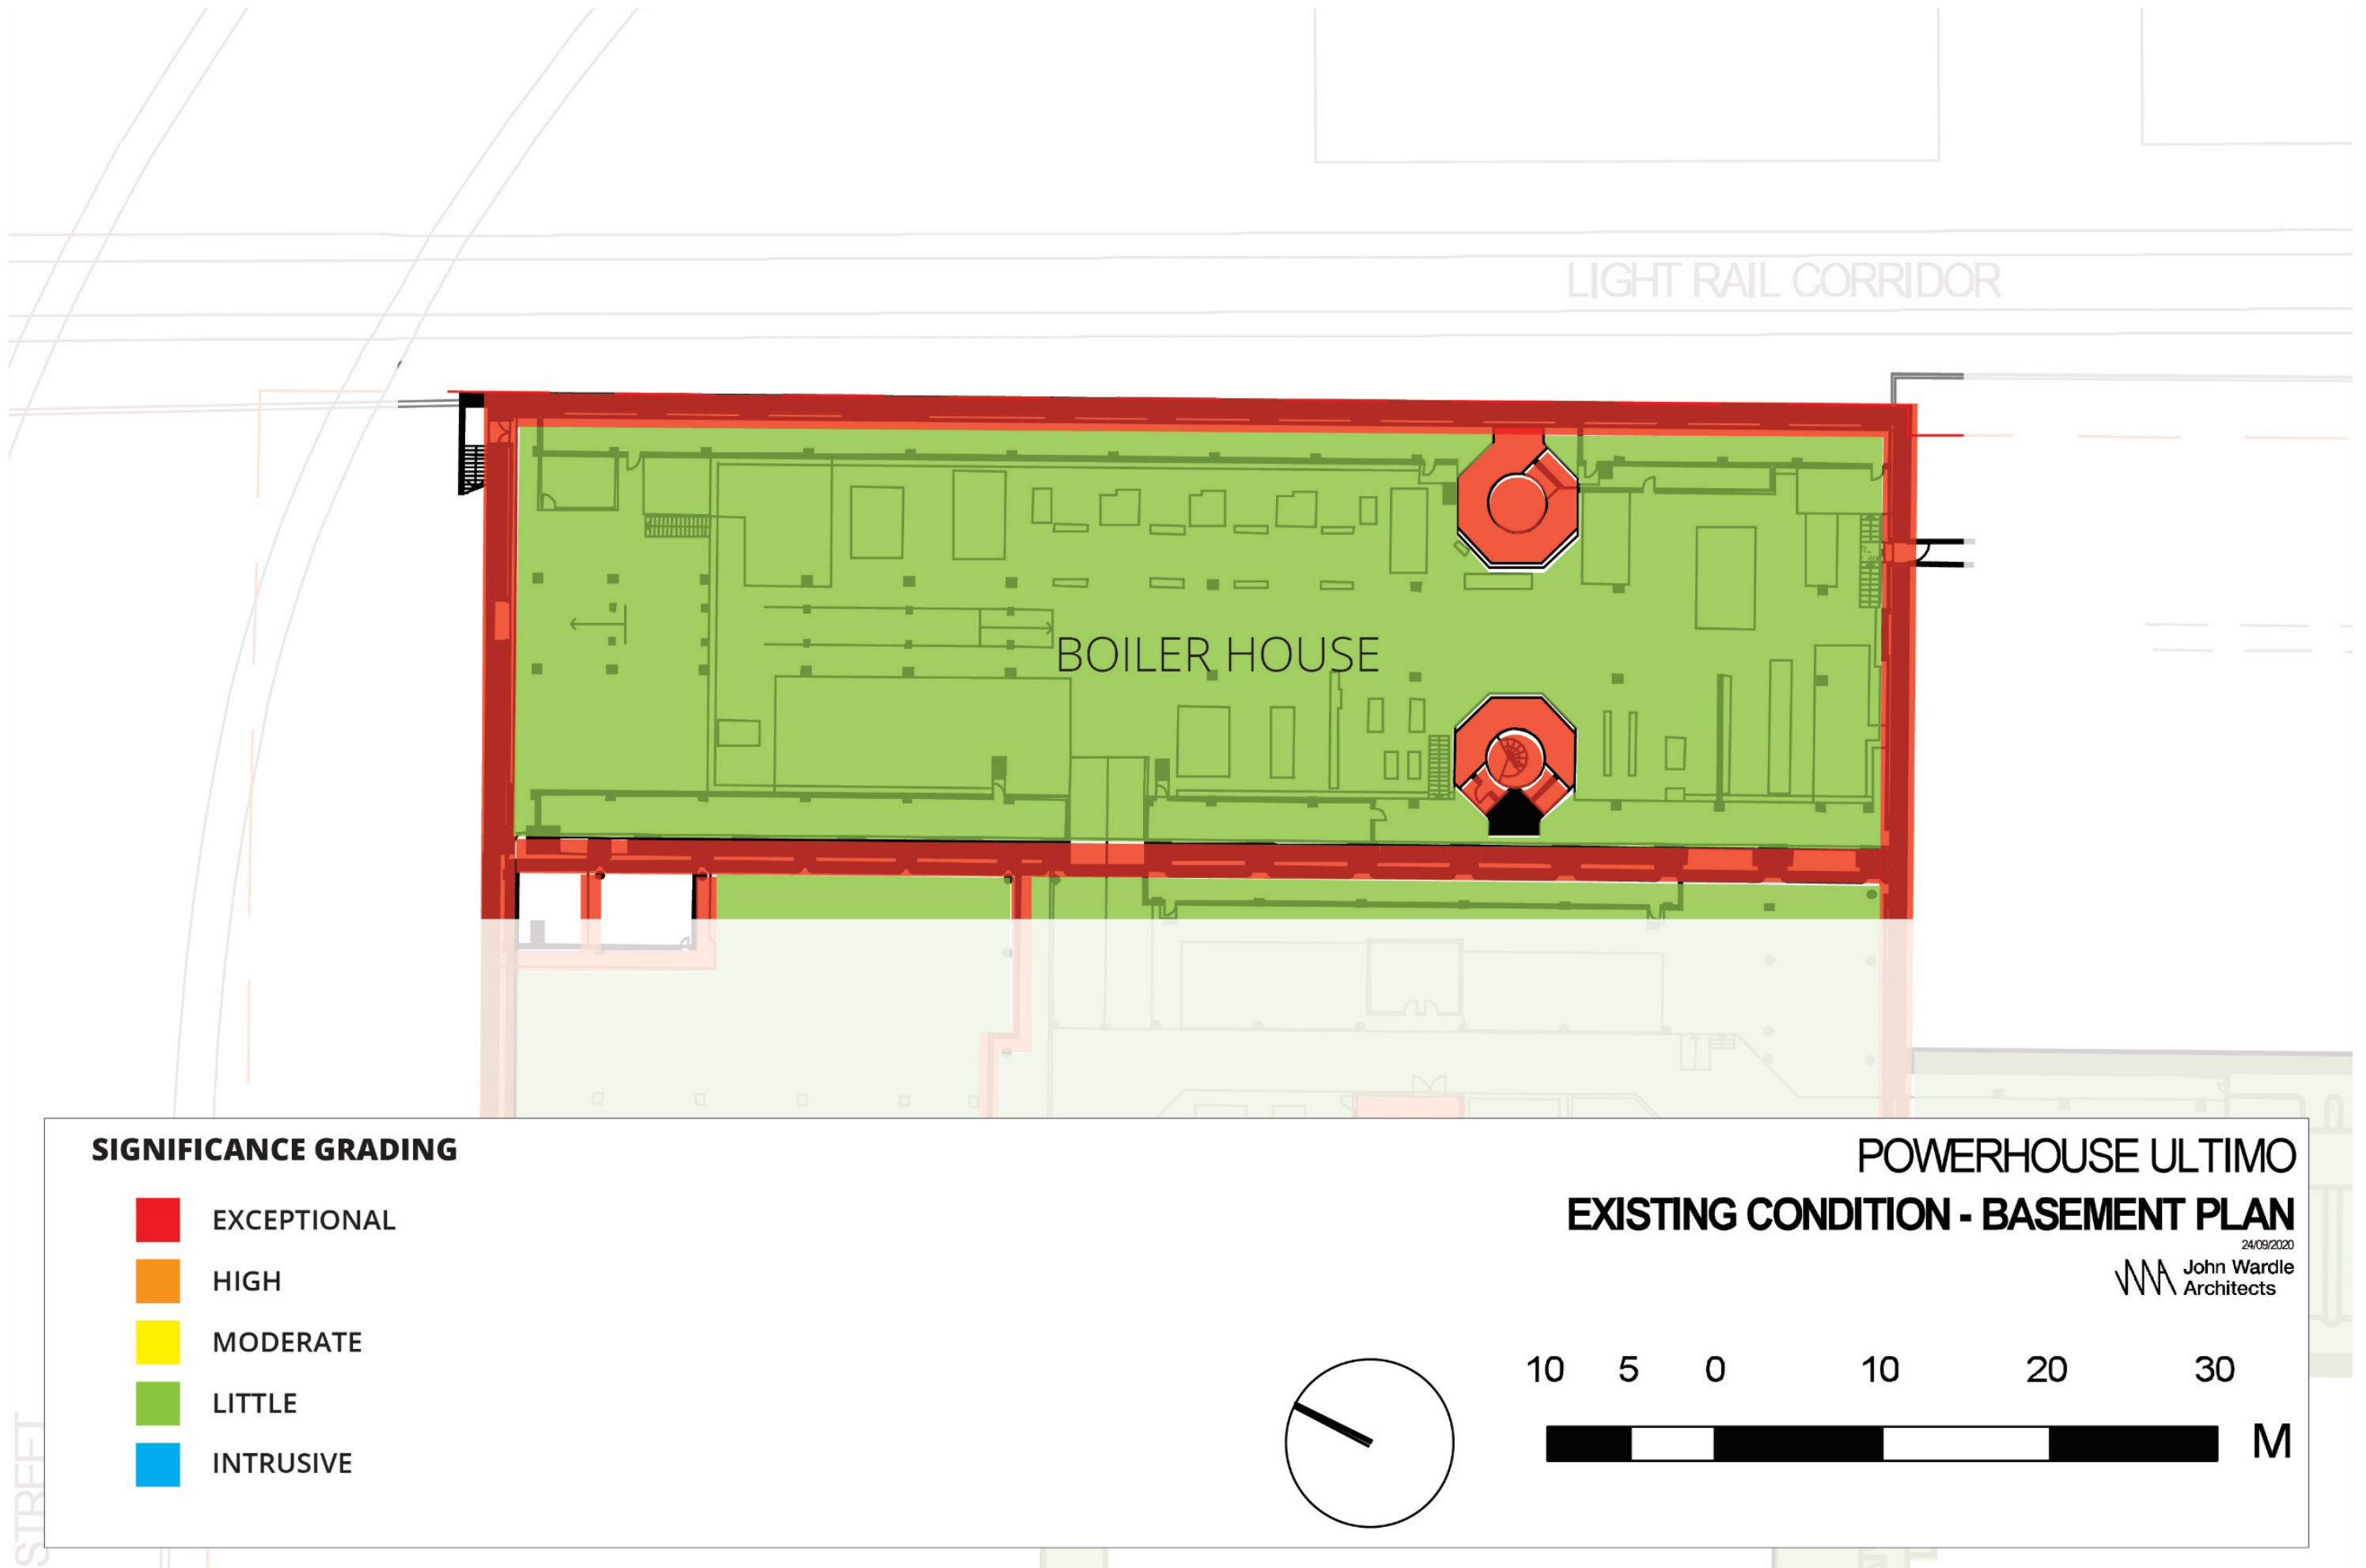 LIGHT RAIL CORRIDOR
BOILER HOUSE
SIGNIFICANCE GRADING
EXCEPTIONAL
HIGH
MODERATE
LITTLE
INTRUSIVE
POWERHOUSE ULTIMO
EXISTING CONDITION - BASEMENT PLAN
24/09/2020
John Wardle
Architects
10 5 0 10 20 30
M
STREET